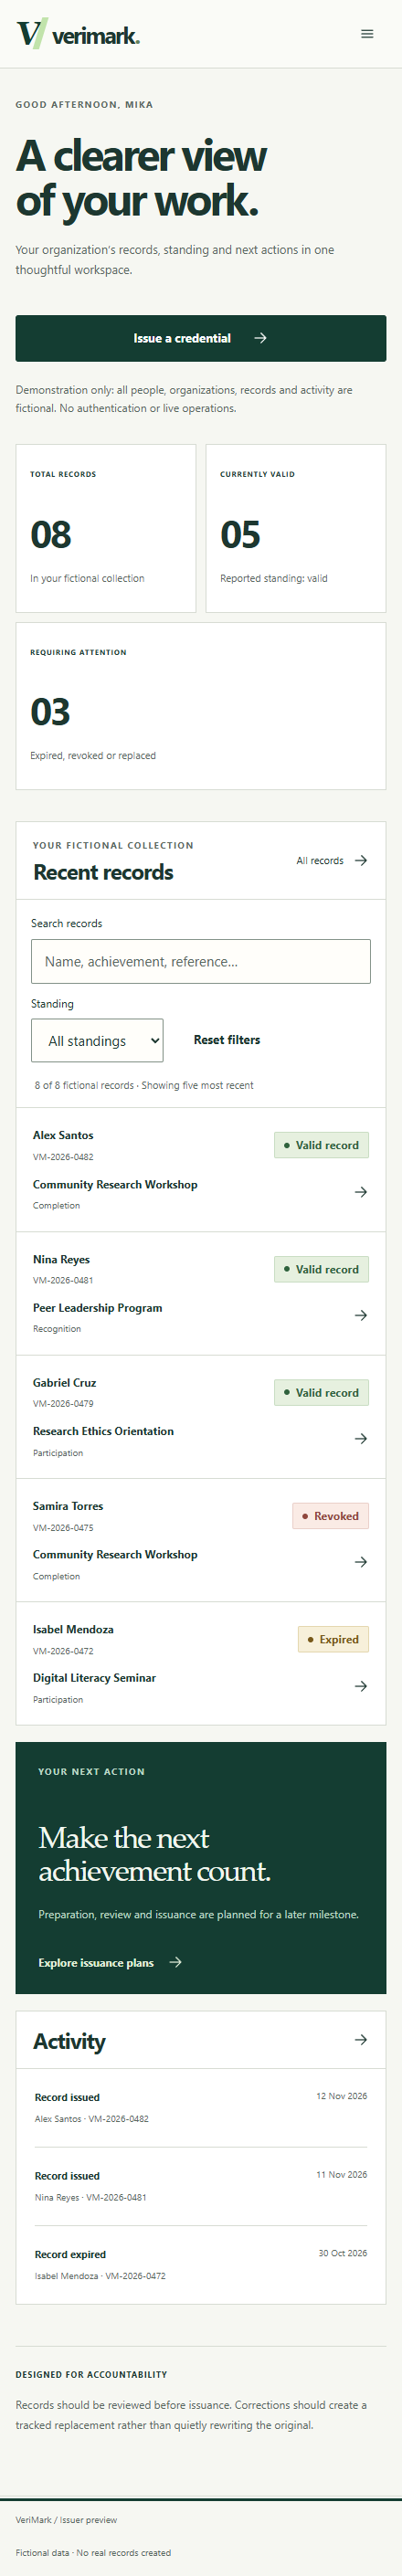 V verimark.
GOOD AFTERNOON, MIKA
A clearer view
of your work.
Your organization's records, standing and next actions in one
thoughtful workspace.
Issue a credential →
Demonstration only: all people, organizations, records and activity are
fictional. No authentication or live operations.
TOTAL RECORDS
08
In your fictional collection
CURRENTLY VALID
05
Reported standing: valid
REQUIRING ATTENTION
03
Expired, revoked or replaced
YOUR FICTIONAL COLLECTION
Recent records
All records →
Search records
Name, achievement, reference...
Standing
All standings
Reset filters
8 of 8 fictional records · Showing five most recent
Alex Santos
VM-2026-0482
Valid record
Community Research Workshop
Completion
→
Nina Reyes
VM-2026-0481
Valid record
Peer Leadership Program
Recognition
→
Gabriel Cruz
VM-2026-0479
Valid record
Research Ethics Orientation
Participation
→
Samira Torres
VM-2026-0475
Revoked
Community Research Workshop
Completion
→
Isabel Mendoza
VM-2026-0472
Expired
Digital Literacy Seminar
Participation
→
YOUR NEXT ACTION
Make the next
achievement count.
Preparation, review and issuance are planned for a later milestone.
Explore issuance plans →
Activity →
Record issued
12 Nov 2026
Alex Santos · VM-2026-0482
Record issued
11 Nov 2026
Nina Reyes · VM-2026-0481
Record expired
30 Oct 2026
Isabel Mendoza · VM-2026-0472
DESIGNED FOR ACCOUNTABILITY
Records should be reviewed before issuance. Corrections should create a
tracked replacement rather than quietly rewriting the original.
VeriMark / Issuer preview
Fictional data · No real records created